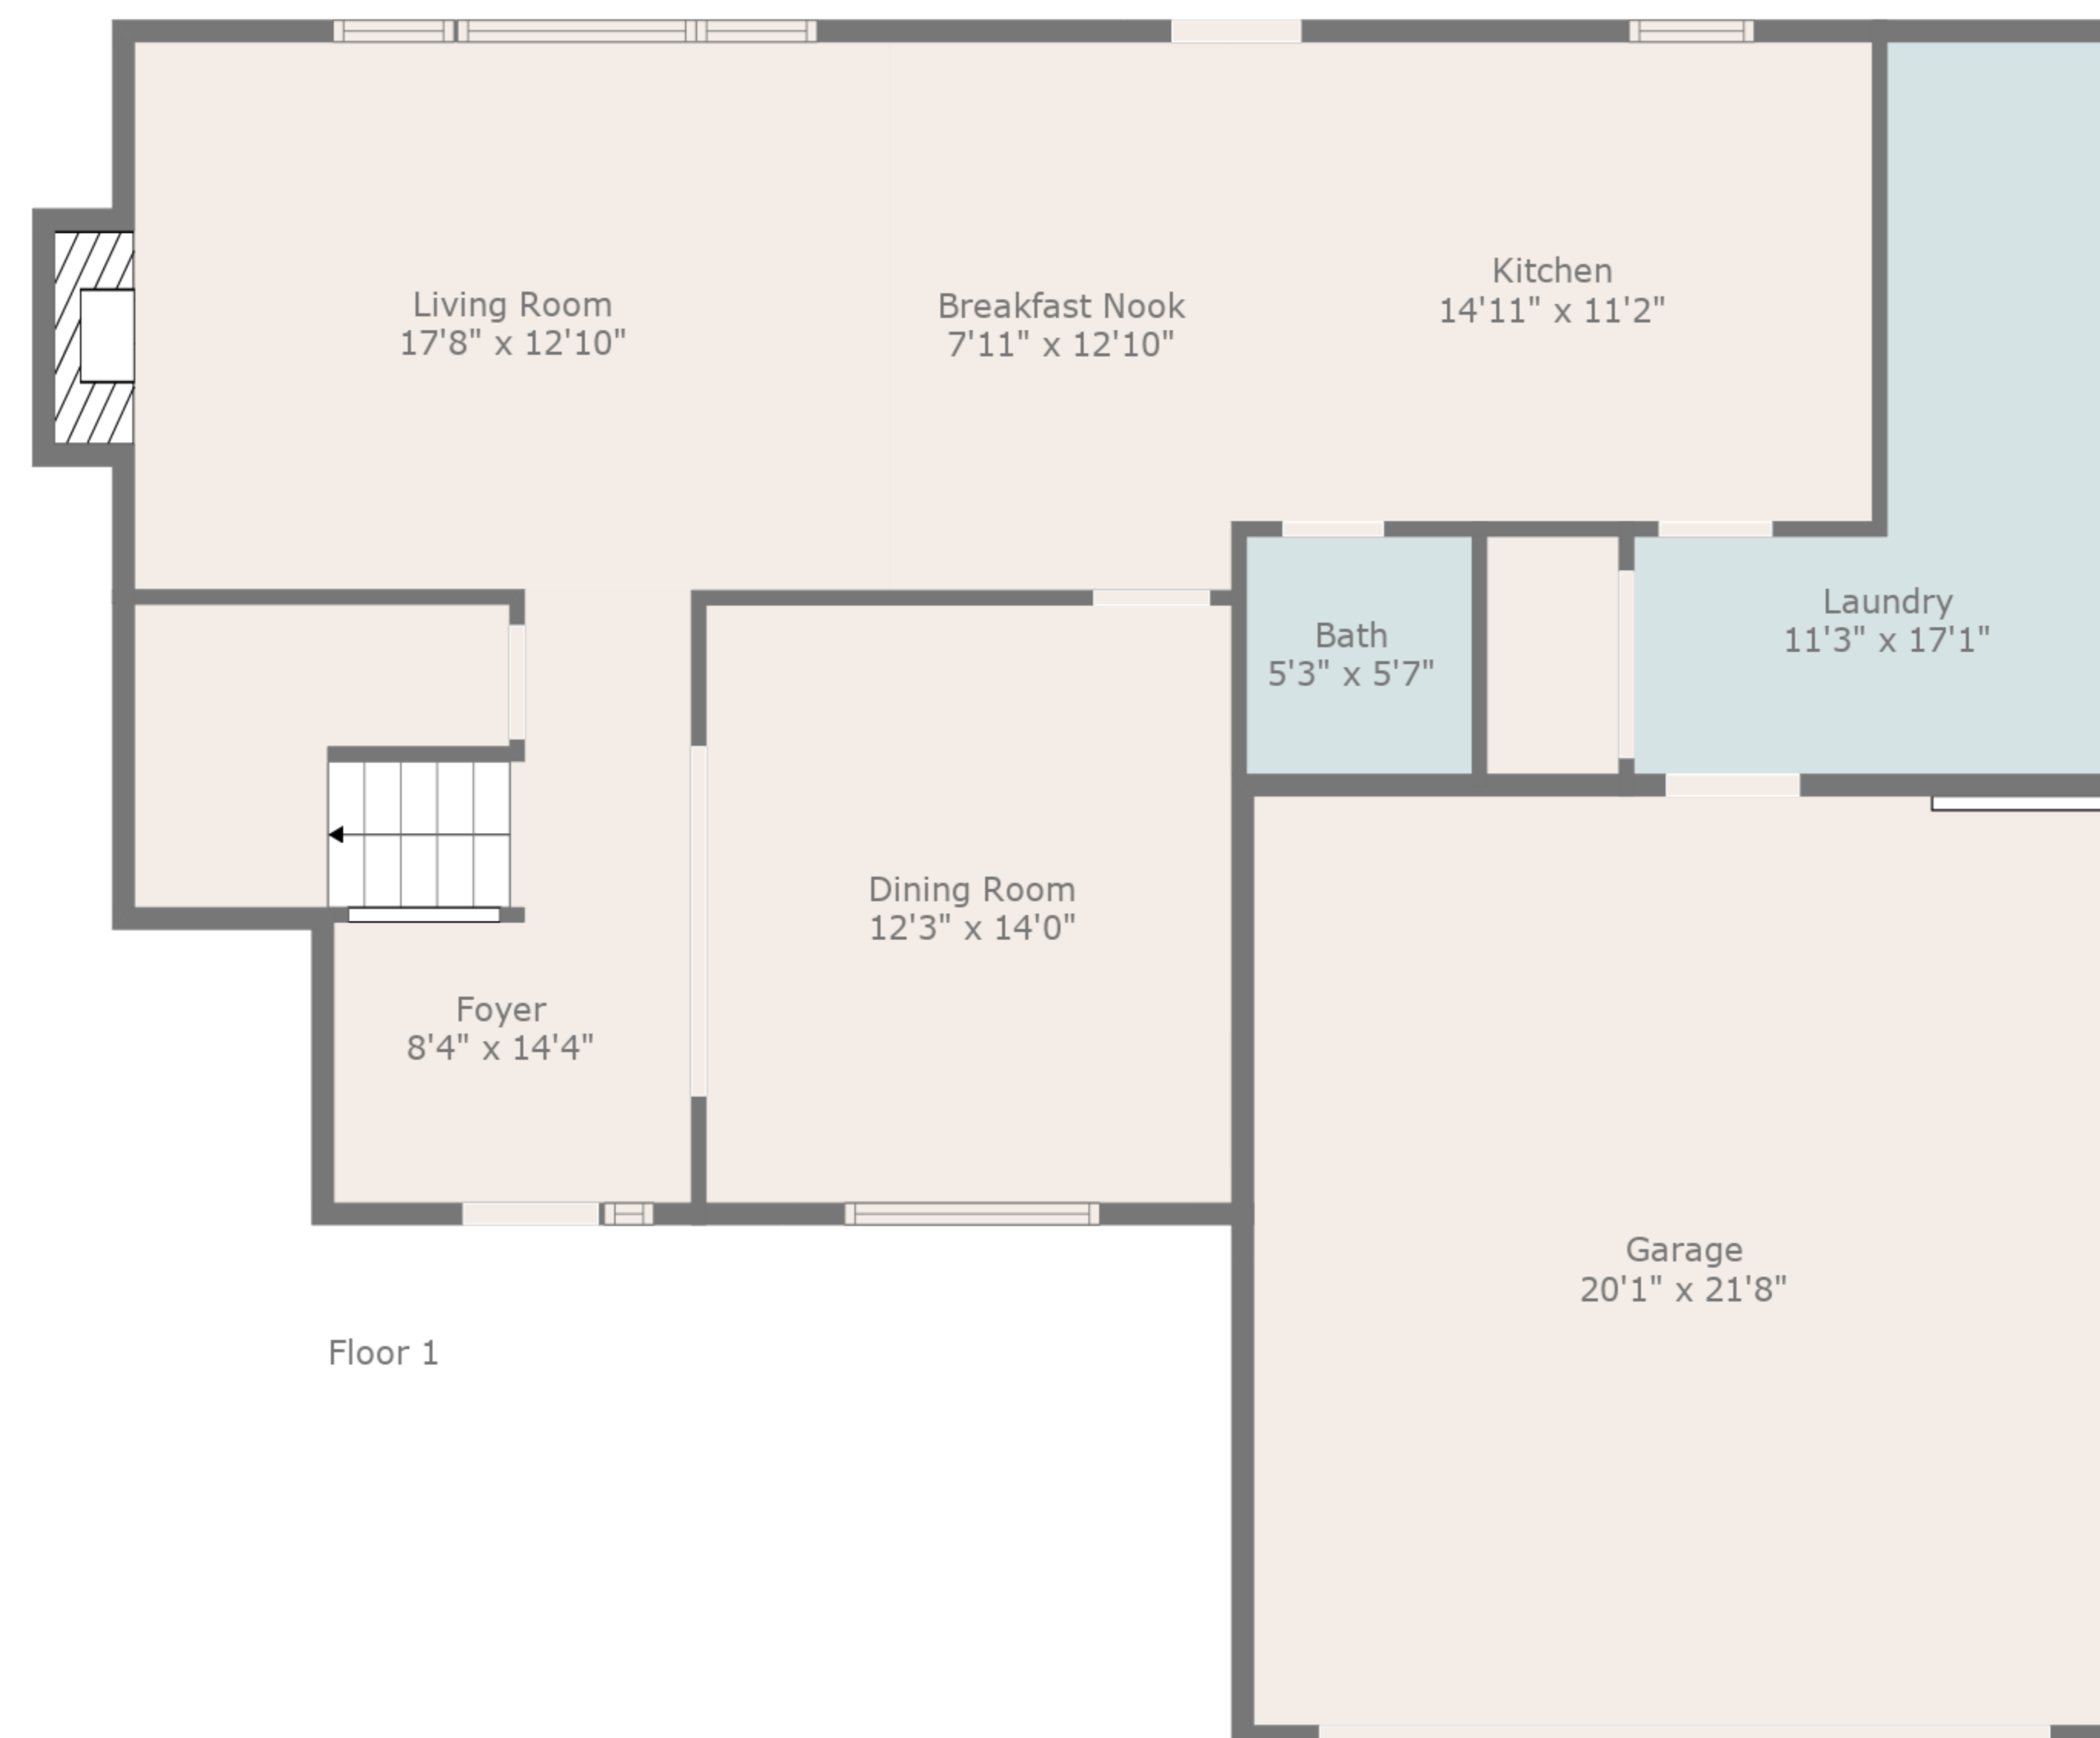 Kitchen
14'11" x 11'2"
Living Room
17'8" x 12'10"
Breakfast Nook
7'11" x 12'10"
Laundry
11'3" x 17'1"
Bath
5'3" x 5'7"
Dining Room
12'3" x 14'0"
Foyer
8'4" x 14'4"
Garage
20'1" x 21'8"
Floor 1